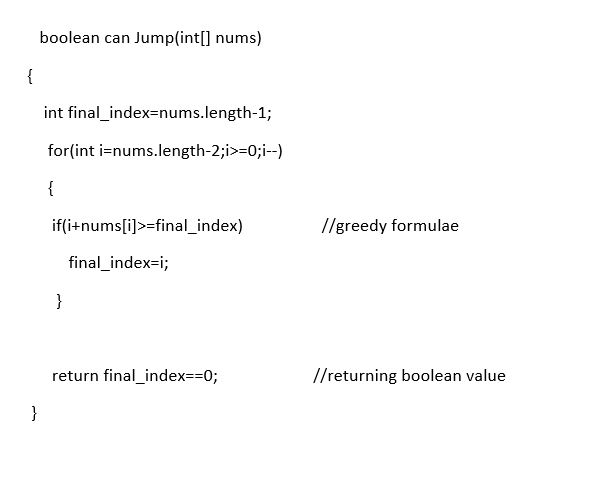 boolean can Jump(int[] nums)
{
int final_index=nums.length-1;
for(int i=nums.length-2;i>=0;i--)
{
if(i+nums[i]>=final_index) //greedy formulae
final_index=i;
}
return final_index==0; //returning boolean value
}